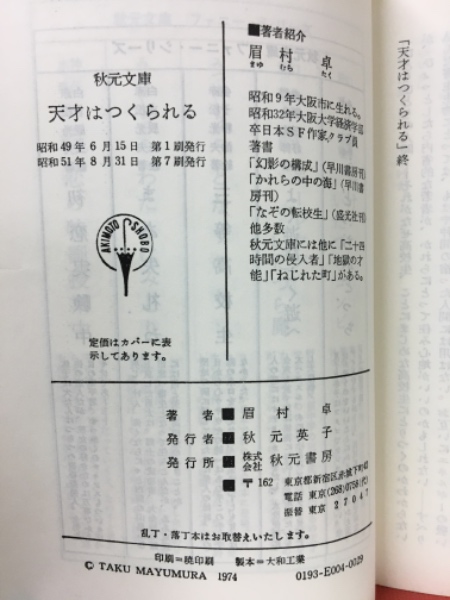 「天才はつくられる」終
■著者紹介
眉村卓
まゆ むら たく
昭和9年大阪市に生れる。
昭和32年大阪大学経済学部
卒日本SF作家クラブ員
著書
「幻影の構成」(早川書房刊)
「かれらの中の海」(早川書
房刊)
「なぞの転校生」(盛光社刊)
他多数
秋元文庫には他に「二十四
時間の侵入者」「地獄の才
能」「ねじれた町」がある。
秋元文庫
天才はつくられる
昭和49年6月15日 第1刷発行
昭和51年8月31日 第7刷発行
AKIMOTO SHOBO
定価はカバーに表
示してあります。
著者■眉村卓
発行者■秋元英子
発行所■株式会社 秋元書房
■〒162 東京都新宿区赤城下町42
電話 東京(268)0758(代)
振替 東京 27047
乱丁・落丁本はお取替えいたします。
印刷=暁印刷 製本=大和工業
© TAKU MAYUMURA 1974 0193-E004-0029